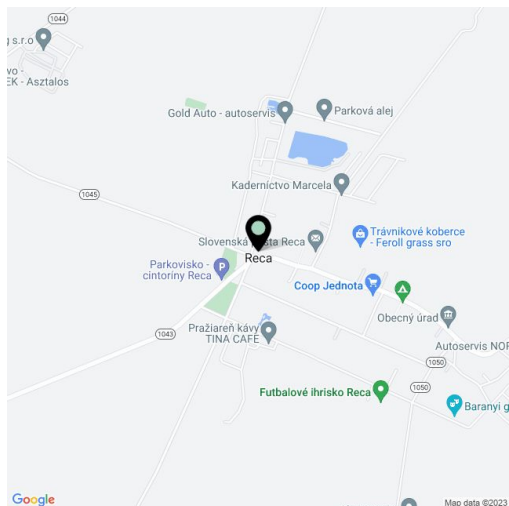 1044
g s.r.o
vo -
EK - Asztalos
Gold Auto - autoservis
Parková alej
Kaderníctvo Marcela
1045
Trávnikové koberce
- Feroll grass sro
Slovenská pošta Reca
Reca
Parkovisko -
cintoríny Reca
Coop Jednota
Obecný úrad
1043
Pražiareň kávy
TINA CAFÉ
Autoservis NOR
1050
1050
Futbalové ihrisko Reca
Baranyi g
Google
Map data ©2023